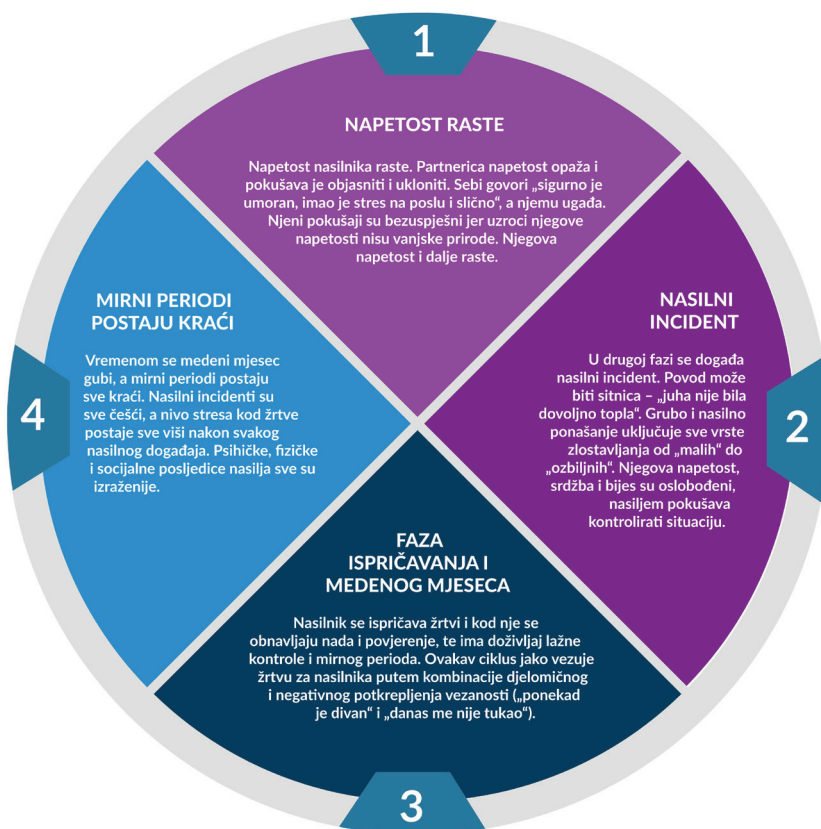 1
NAPETOST RASTE
Napetost nasilnika raste. Partnerica napetost opaža i
pokušava je objasniti i ukloniti. Sebi govori „sigurno je
umoran, imao je stres na poslu i slično“, a njemu ugađa.
Njeni pokušaji su bezuspješni jer uzroci njegove
napetosti nisu vanjske prirode. Njegova
napetost i dalje raste.
2
NASILNI
INCIDENT
U drugoj fazi se događa
nasilni incident. Povod može
biti sitnica – „juha nije bila
dovoljno topla“. Grubo i nasilno
ponašanje uključuje sve vrste
zlostavljanja od „malih“ do
„ozbiljnih“. Njegova napetost,
srdžba i bijes su oslobođeni,
nasiljem pokušava
kontrolirati situaciju.
3
FAZA
ISPRIČAVANJA I
MEDENOG MJESECA
Nasilnik se ispričava žrtvi i kod nje se
obnavljaju nada i povjerenje, te ima doživljaj lažne
kontrole i mirnog perioda. Ovakav ciklus jako vezuje
žrtvu za nasilnika putem kombinacije djelomičnog
i negativnog potkrepljenja vezanosti („ponekad
je divan“ i „danas me nije tukao“).
4
MIRNI PERIODI
POSTAJU KRAĆI
Vremenom se medeni mjesec
gubi, a mirni periodi postaju
sve kraći. Nasilni incidenti su
sve češći, a nivo stresa kod žrtve
postaje sve viši nakon svakog
nasilnog događaja. Psihičke, fizičke
i socijalne posljedice nasilja sve su
izraženije.